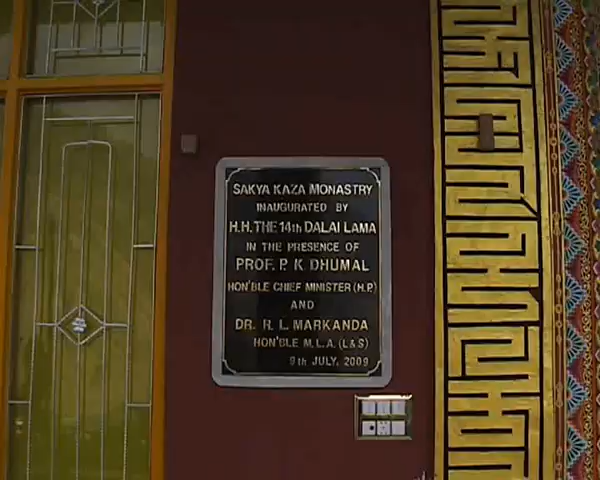 SAKYA KAZA MONASTRY
INAUGURATED BY
H.H. THE 14th DALAI LAMA
IN THE PRESENCE OF
PROF. P. K DHUMAL
HON'BLE CHIEF MINISTER (H.P.)
AND
DR. R. L MARKANDA
HON'BLE M.L.A. (L&S)
9th JULY, 2009